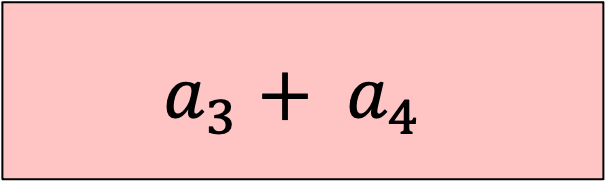 a₃ + a₄